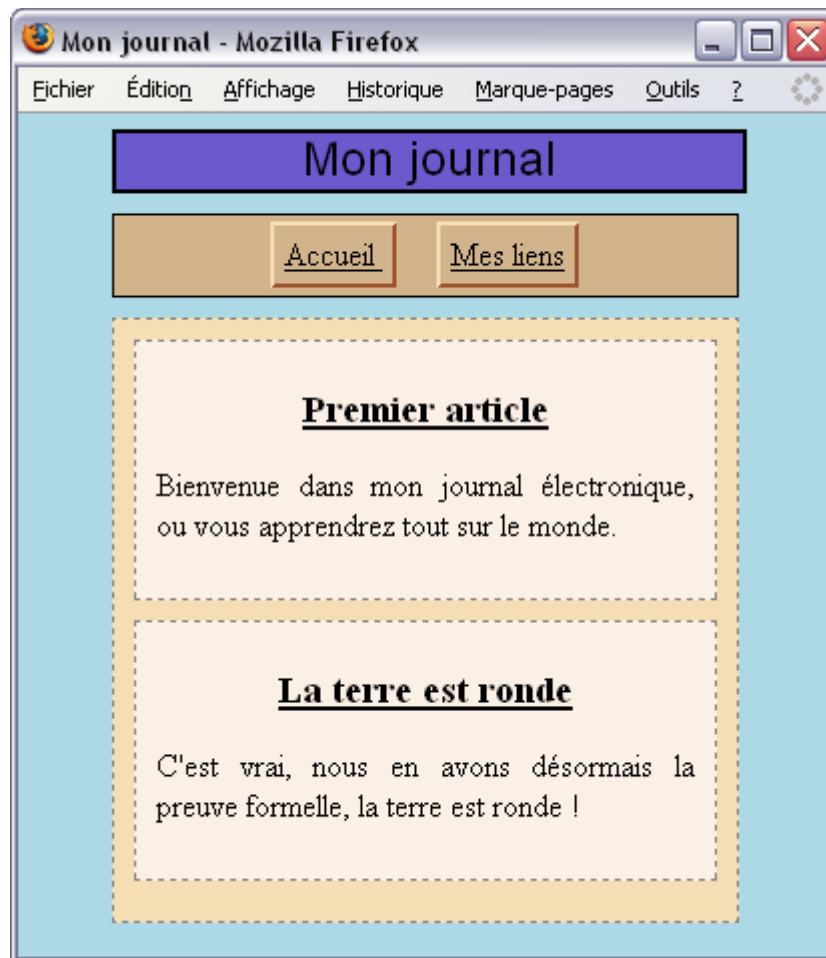 Mon journal - Mozilla Firefox
Fichier Édition Affichage Historique Marque-pages Outils ?
Mon journal
Accueil Mes liens
Premier article
Bienvenue dans mon journal électronique,
ou vous apprendrez tout sur le monde.
La terre est ronde
C'est vrai, nous en avons désormais la
preuve formelle, la terre est ronde !